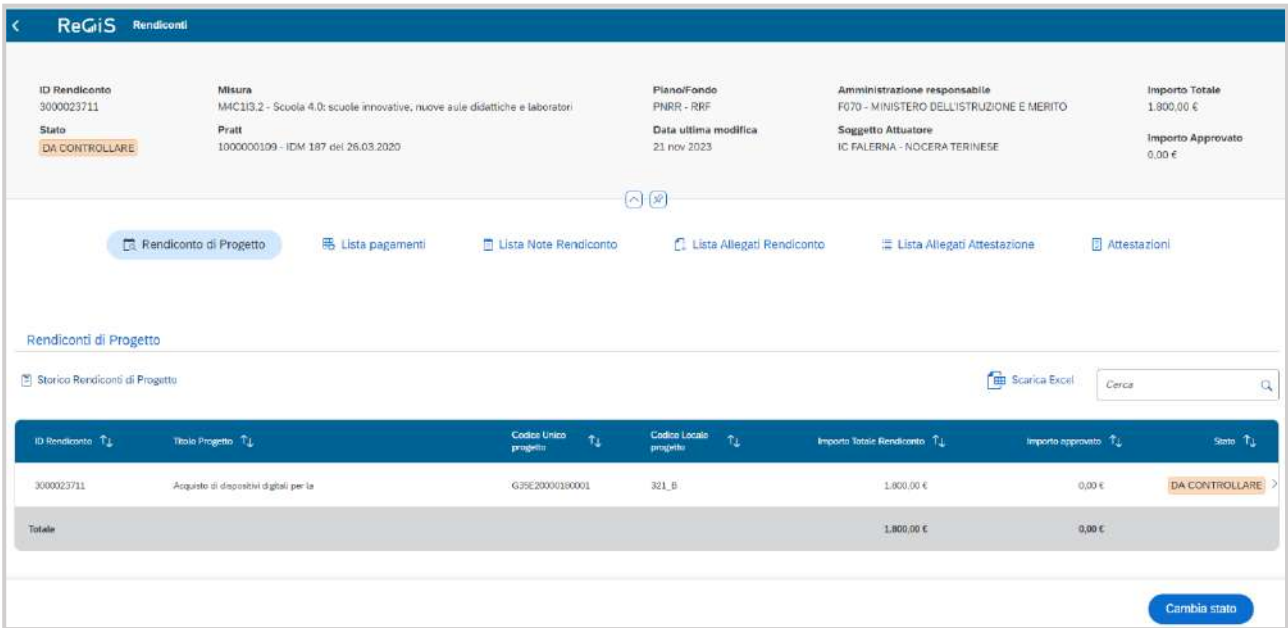 ReGiS Rendiconti
ID Rendiconto
3000023711
Stato
DA CONTROLLARE
Misura
M4C1I3.2 - Scuola 4.0: scuole innovative, nuove aule didattiche e laboratori
Pratt
1000000109 - IDM 187 del 26.03.2020
Piano/Fondo
PNRR - RRF
Data ultima modifica
21 nov 2023
Amministrazione responsabile
F070 - MINISTERO DELL'ISTRUZIONE E MERITO
Soggetto Attuatore
IC FALERNA - NOCERA TERINESE
Importo Totale
1.800,00 €
Importo Approvato
0,00 €
Rendiconto di Progetto
Lista pagamenti
Lista Note Rendiconto
Lista Allegati Rendiconto
Lista Allegati Attestazione
Attestazioni
Rendiconti di Progetto
Storico Rendiconti di Progetto
Scarica Excel
Cerca
ID Rendiconto
Titolo Progetto
Codice Unico
progetto
Codice Locale
progetto
Importo Totale Rendiconto
Importo approvato
Stato
3000023711
Acquisto di dispositivi digitali per la
G35E20000180001
321_B
1.800,00 €
0,00 €
DA CONTROLLARE
Totale
1.800,00 €
0,00 €
Cambia stato